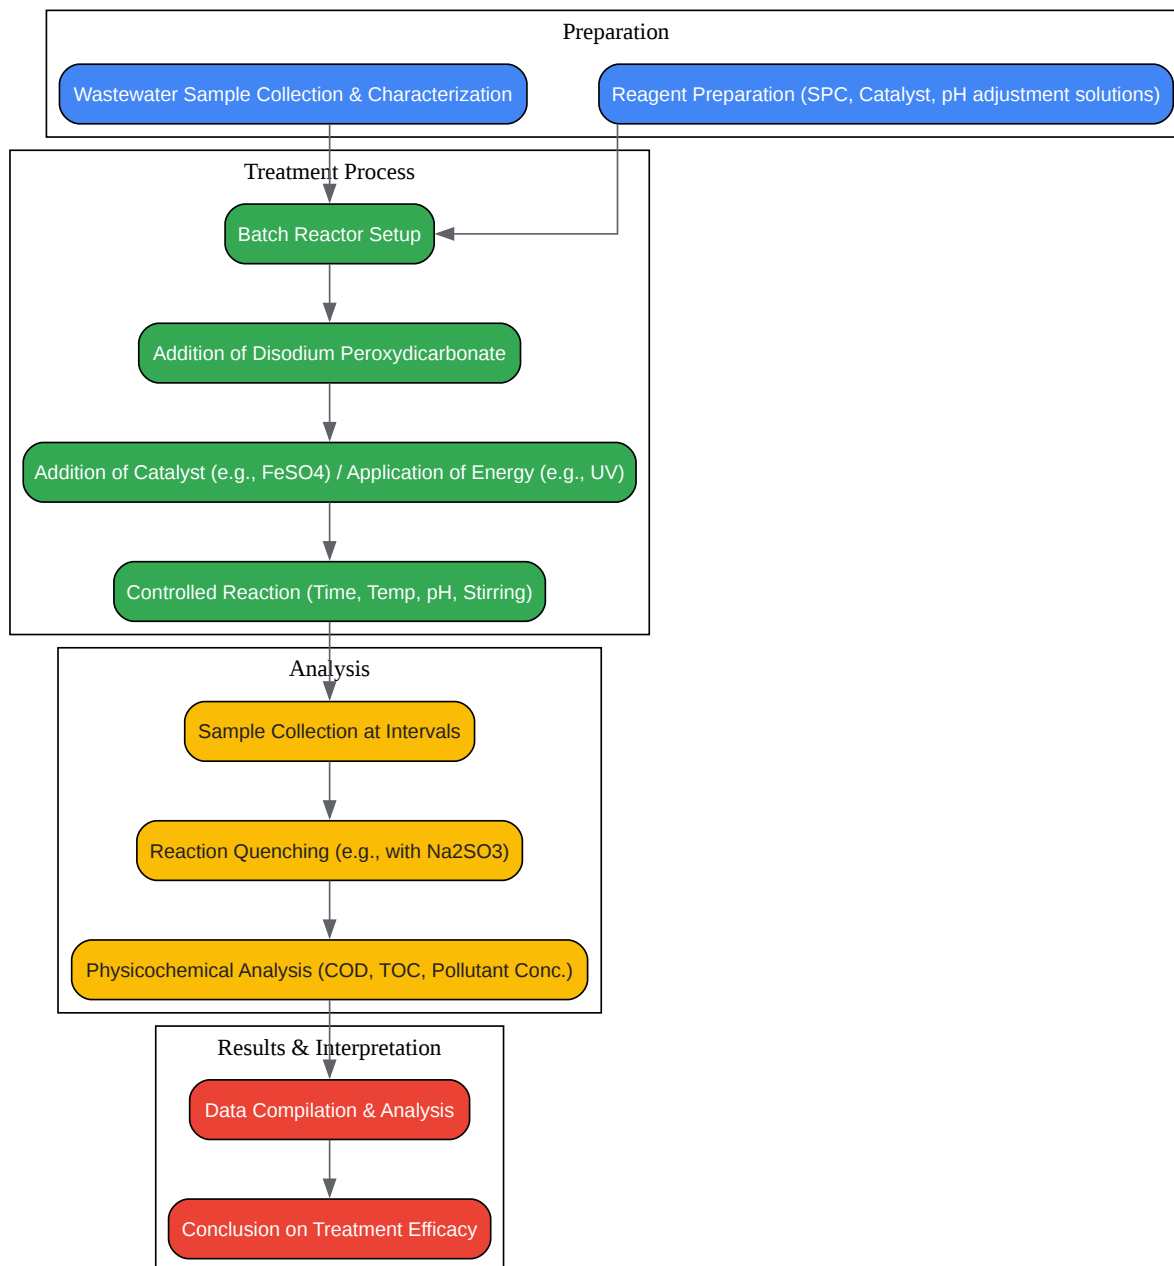 Preparation
Wastewater Sample Collection & Characterization
Reagent Preparation (SPC, Catalyst, pH adjustment solutions)
Treatment Process
Batch Reactor Setup
Addition of Disodium Peroxydicarbonate
Addition of Catalyst (e.g., FeSO4) / Application of Energy (e.g., UV)
Controlled Reaction (Time, Temp, pH, Stirring)
Analysis
Sample Collection at Intervals
Reaction Quenching (e.g., with Na2SO3)
Physicochemical Analysis (COD, TOC, Pollutant Conc.)
Results & Interpretation
Data Compilation & Analysis
Conclusion on Treatment Efficacy